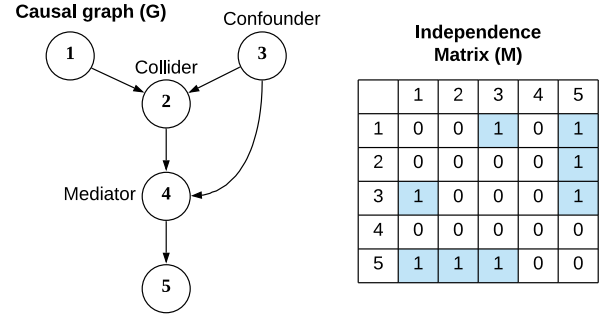 Causal graph (G)
Confounder
1
3
Collider
2
Mediator
4
5
Independence
Matrix (M)
1 2 3 4 5
1 0 0 1 0 1
2 0 0 0 0 1
3 1 0 0 0 1
4 0 0 0 0 0
5 1 1 1 0 0